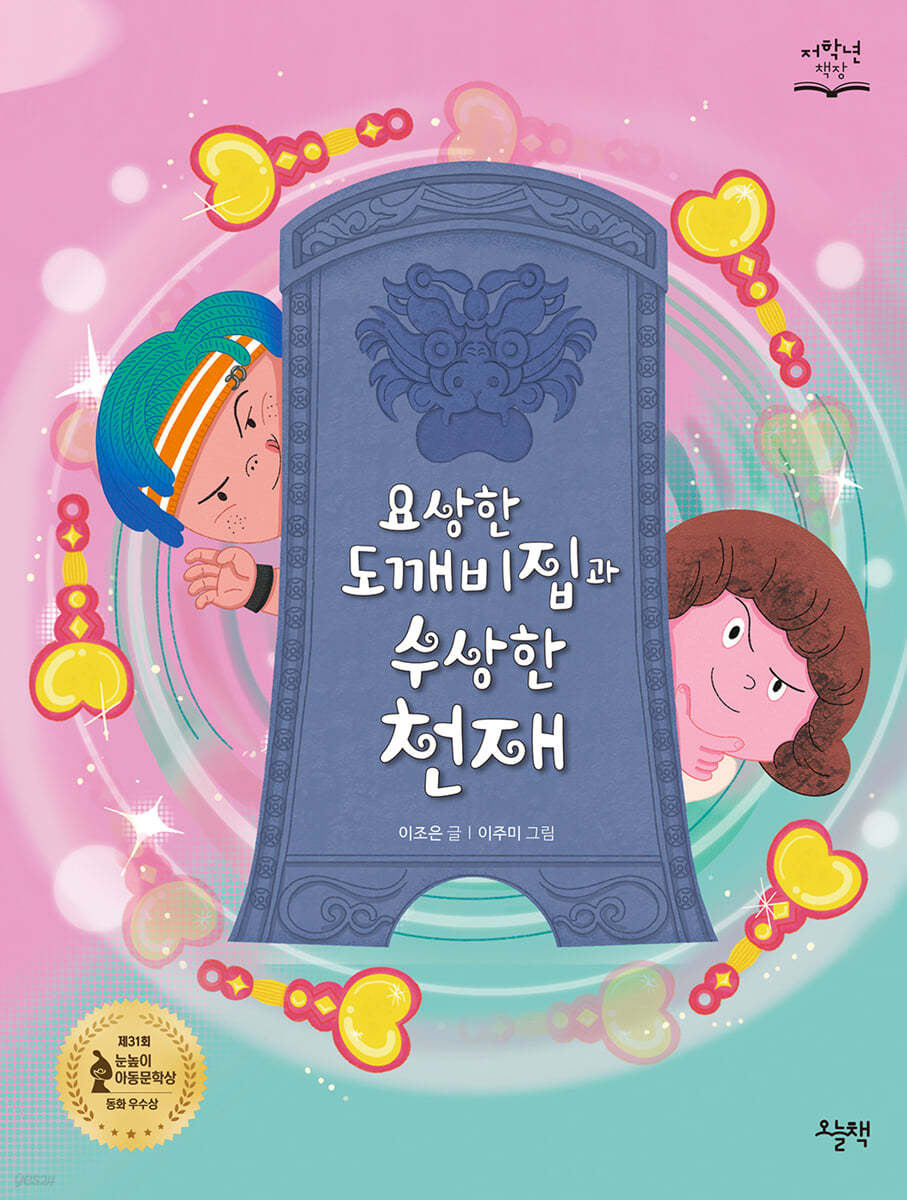 저학년
책장
요상한
도깨비집과
수상한
천재
이조은 글 | 이주미 그림
제31회
눈높이
아동문학상
동화 우수상
오늘책
yes24